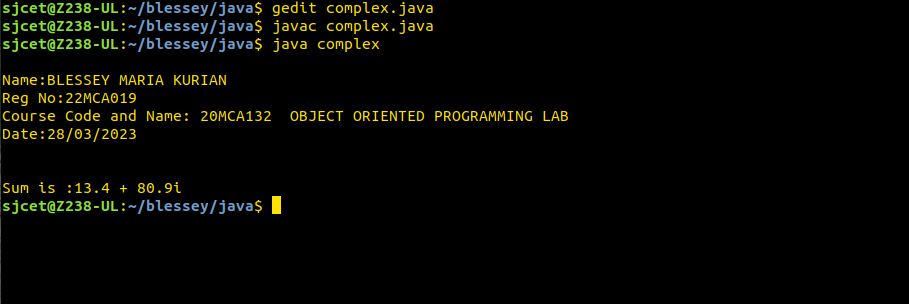 sjcet@Z238-UL:~/blessey/java$ gedit complex.java
sjcet@Z238-UL:~/blessey/java$ javac complex.java
sjcet@Z238-UL:~/blessey/java$ java complex
Name:BLESSEY MARIA KURIAN
Reg No:22MCA019
Course Code and Name: 20MCA132  OBJECT ORIENTED PROGRAMMING LAB
Date:28/03/2023
Sum is :13.4 + 80.9i
sjcet@Z238-UL:~/blessey/java$